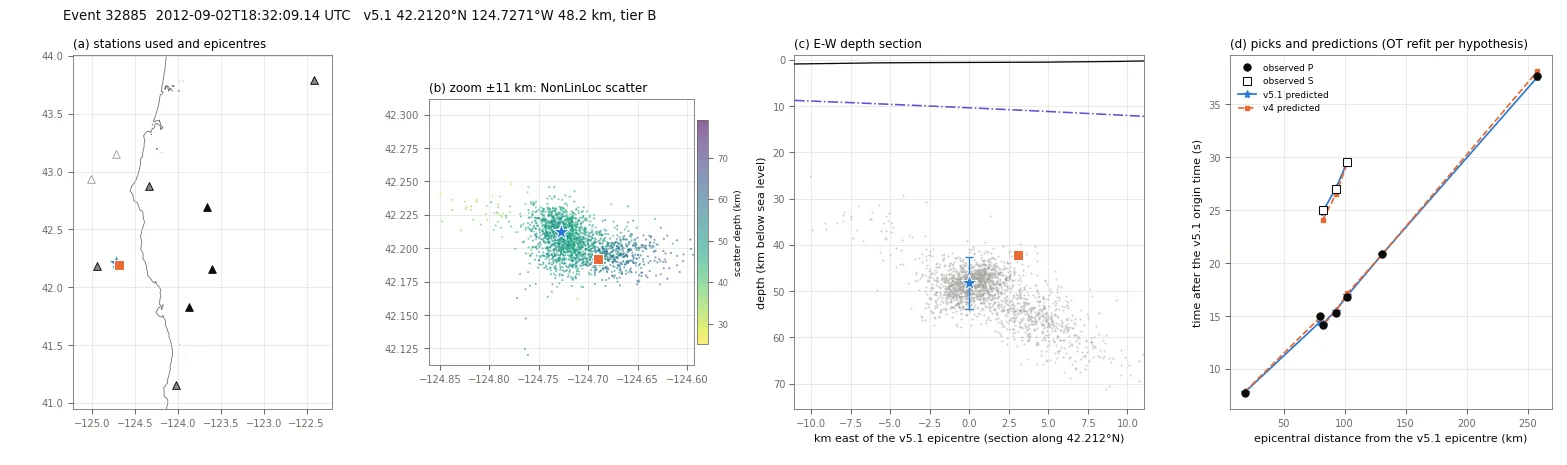 Event 32885  2012-09-02T18:32:09.14 UTC   v5.1 42.2120°N 124.7271°W 48.2 km, tier B
(a) stations used and epicentres
44.0
43.5
43.0
42.5
42.0
41.5
41.0
−125.0 −124.5 −124.0 −123.5 −123.0 −122.5
(b) zoom ±11 km: NonLinLoc scatter
42.300
42.275
42.250
42.225
42.200
42.175
42.150
42.125
−124.85 −124.80 −124.75 −124.70 −124.65 −124.60
70
60
50
40
30
scatter depth (km)
(c) E-W depth section
0
10
20
30
40
50
60
70
depth (km below sea level)
−10.0 −7.5 −5.0 −2.5 0.0 2.5 5.0 7.5 10.0
km east of the v5.1 epicentre (section along 42.212°N)
(d) picks and predictions (OT refit per hypothesis)
observed P
observed S
v5.1 predicted
v4 predicted
35
30
25
20
15
10
time after the v5.1 origin time (s)
50 100 150 200 250
epicentral distance from the v5.1 epicentre (km)